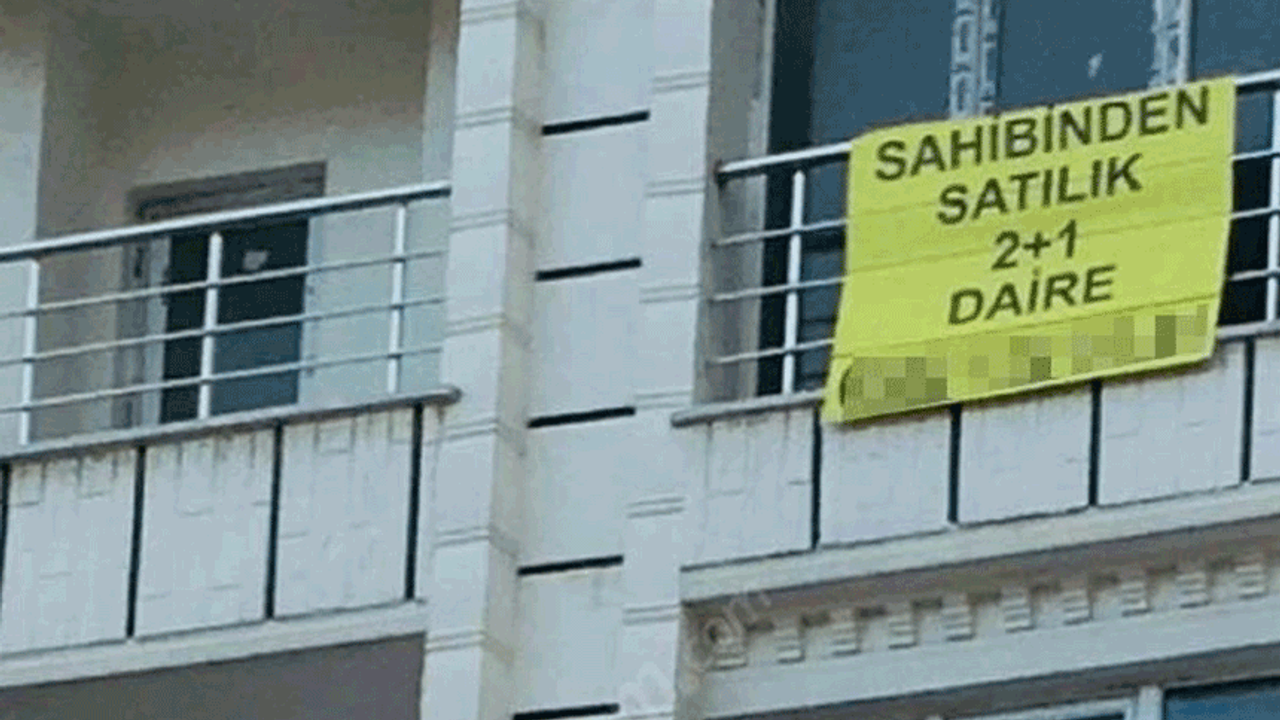 SAHİBİNDEN
SATILIK
2+1
DAİRE